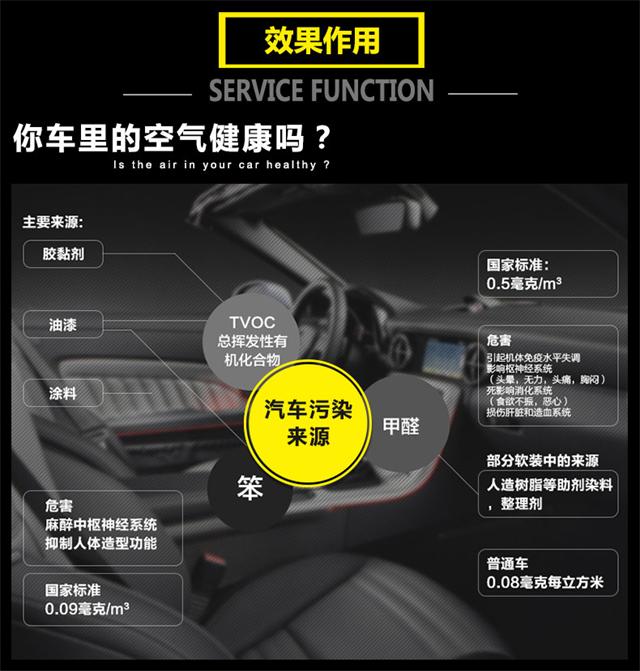 效果作用
SERVICE FUNCTION
你车里的空气健康吗？
Is the air in your car healthy ?
主要来源:
胶黏剂
油漆
涂料
TVOC
总挥发性有
机化合物
汽车污染
来源
甲醛
笨
危害
麻醉中枢神经系统
抑制人体造型功能
国家标准
0.09毫克/m³
国家标准：
0.5毫克/m³
危害
引起机体免疫水平失调
影响枢神经系统
（头晕，无力，头痛，胸闷）
死影响消化系统
（食欲不振，恶心）
损伤肝脏和造血系统
部分软装中的来源
人造树脂等助剂染料
，整理剂
普通车
0.08毫克每立方米